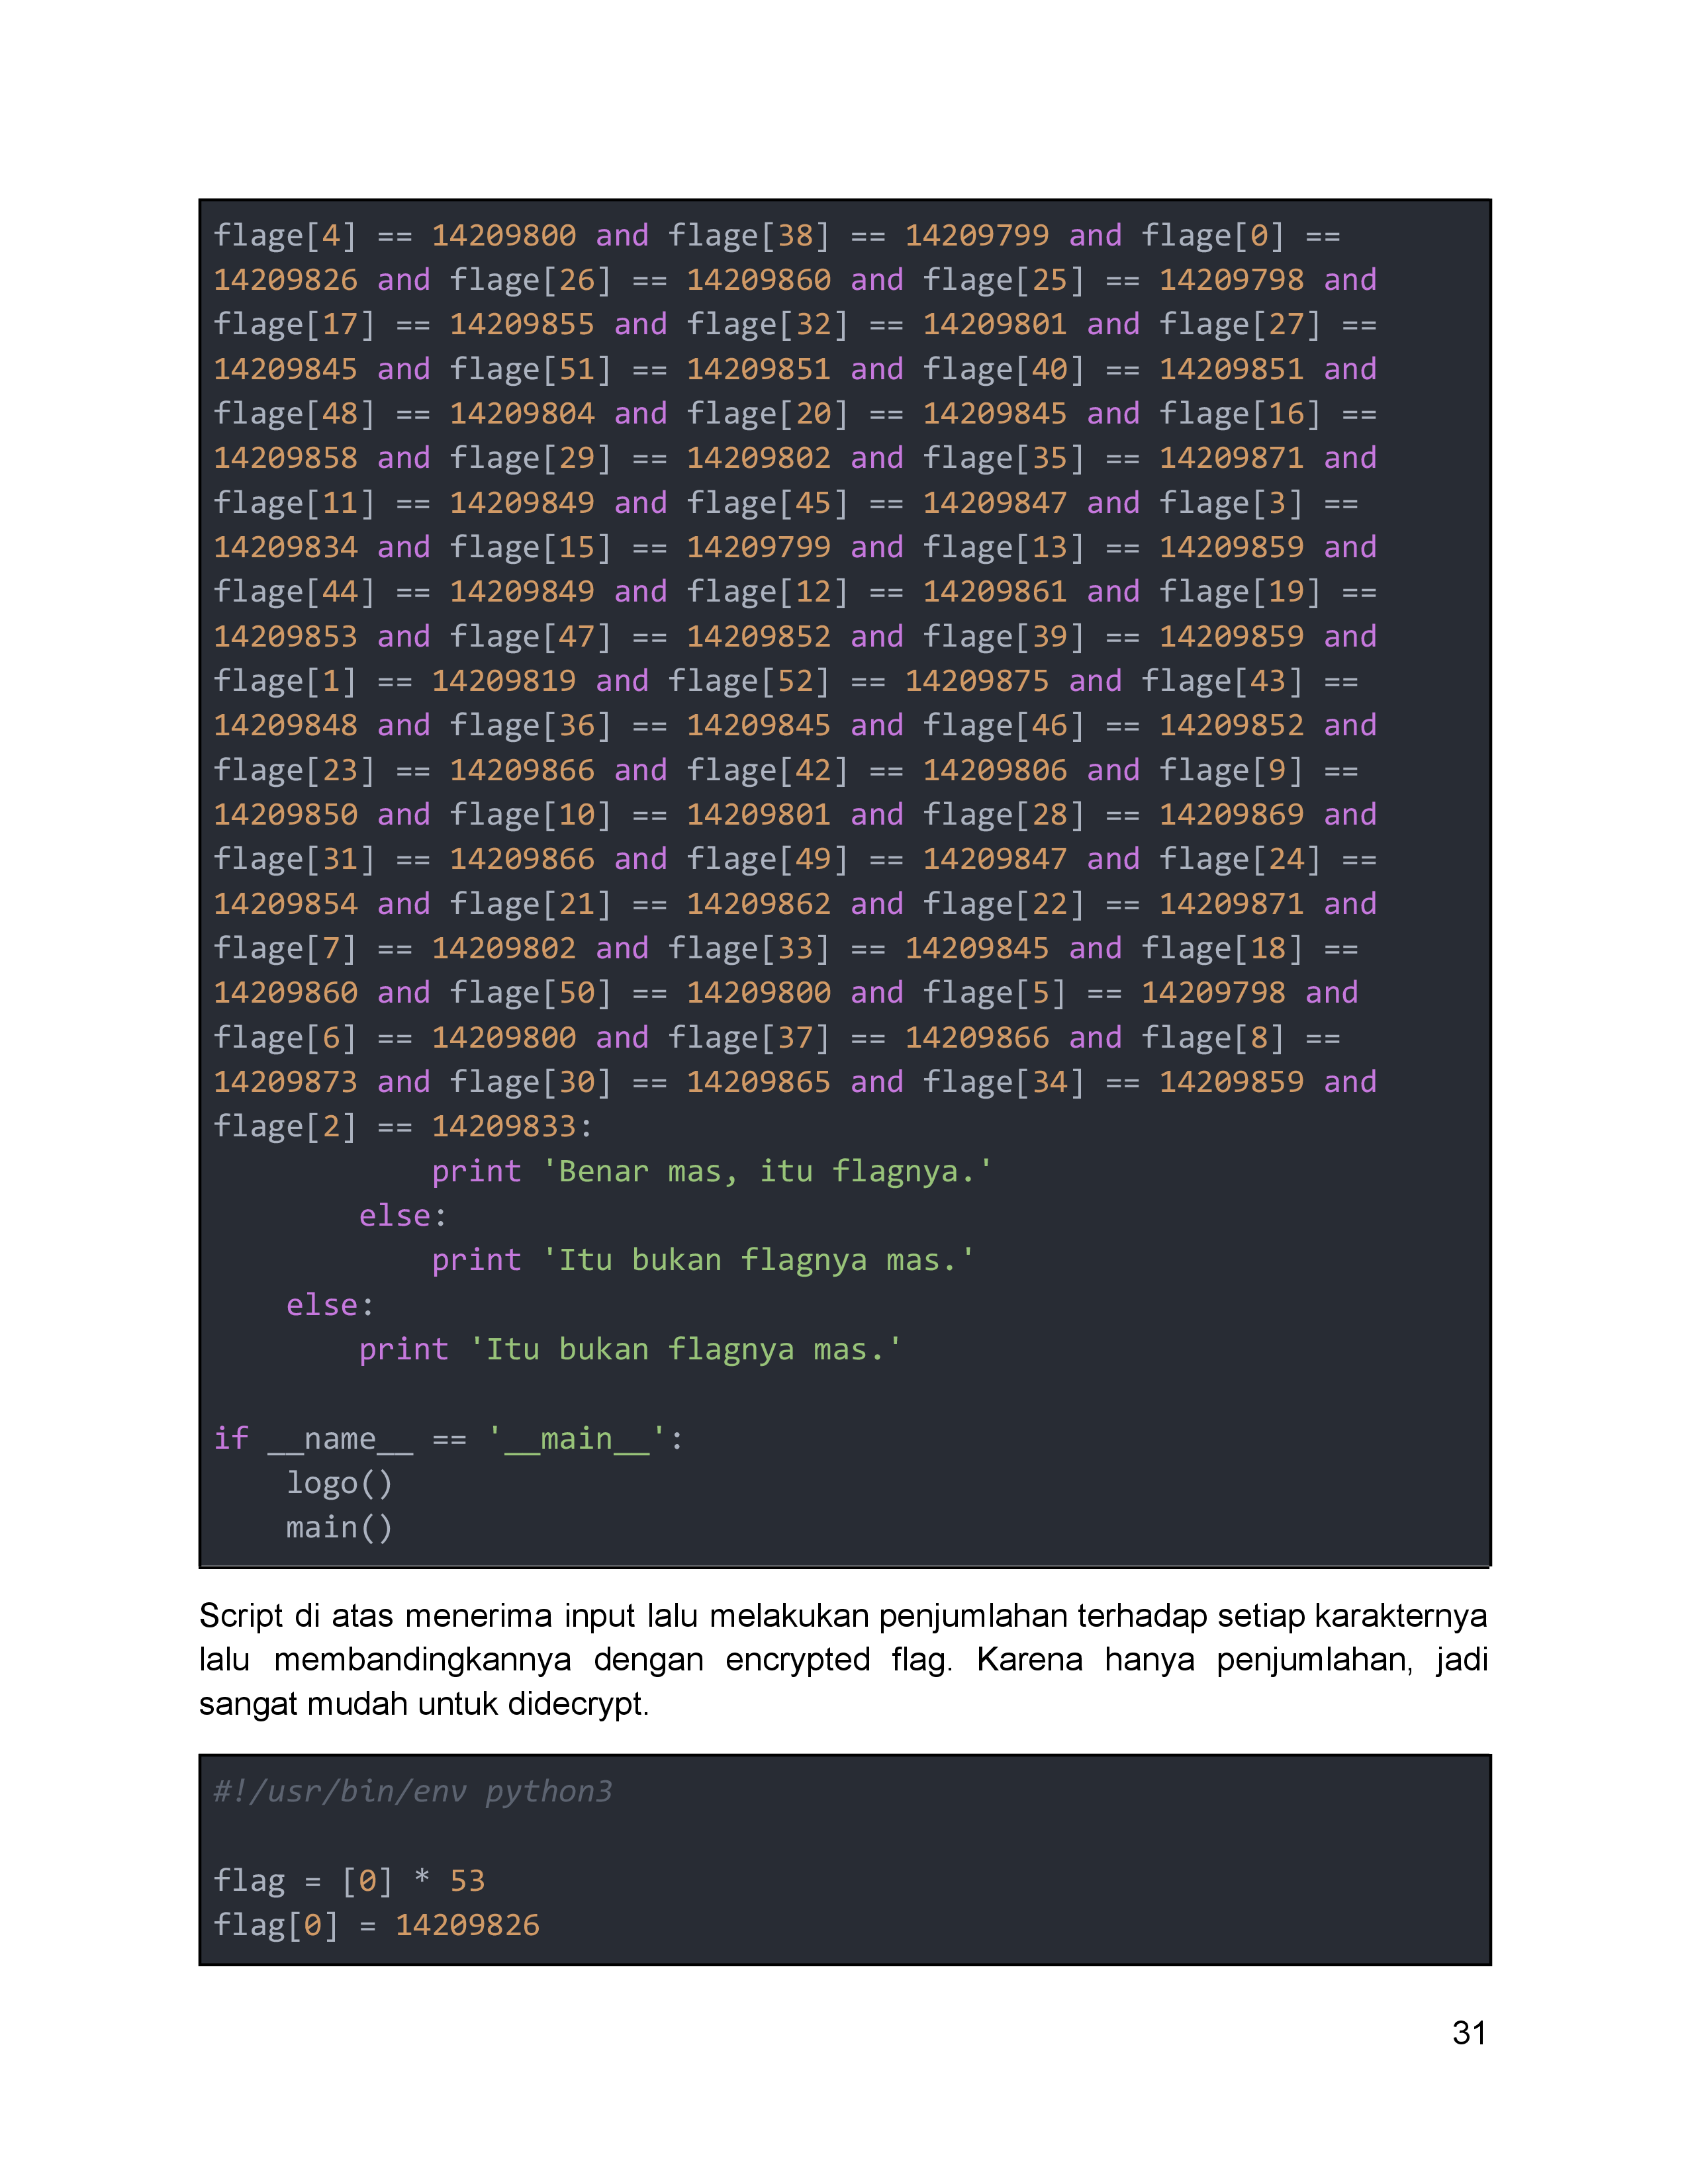 flage[4] == 14209800 and flage[38] == 14209799 and flage[0] ==
14209826 and flage[26] == 14209860 and flage[25] == 14209798 and
flage[17] == 14209855 and flage[32] == 14209801 and flage[27] ==
14209845 and flage[51] == 14209851 and flage[40] == 14209851 and
flage[48] == 14209804 and flage[20] == 14209845 and flage[16] ==
14209858 and flage[29] == 14209802 and flage[35] == 14209871 and
flage[11] == 14209849 and flage[45] == 14209847 and flage[3] ==
14209834 and flage[15] == 14209799 and flage[13] == 14209859 and
flage[44] == 14209849 and flage[12] == 14209861 and flage[19] ==
14209853 and flage[47] == 14209852 and flage[39] == 14209859 and
flage[1] == 14209819 and flage[52] == 14209875 and flage[43] ==
14209848 and flage[36] == 14209845 and flage[46] == 14209852 and
flage[23] == 14209866 and flage[42] == 14209806 and flage[9] ==
14209850 and flage[10] == 14209801 and flage[28] == 14209869 and
flage[31] == 14209866 and flage[49] == 14209847 and flage[24] ==
14209854 and flage[21] == 14209862 and flage[22] == 14209871 and
flage[7] == 14209802 and flage[33] == 14209845 and flage[18] ==
14209860 and flage[50] == 14209800 and flage[5] == 14209798 and
flage[6] == 14209800 and flage[37] == 14209866 and flage[8] ==
14209873 and flage[30] == 14209865 and flage[34] == 14209859 and
flage[2] == 14209833:
            print 'Benar mas, itu flagnya.'
        else:
            print 'Itu bukan flagnya mas.'
    else:
        print 'Itu bukan flagnya mas.'
if __name__ == '__main__':
    logo()
    main()
Script di atas menerima input lalu melakukan penjumlahan terhadap setiap karakternya
lalu membandingkannya dengan encrypted flag. Karena hanya penjumlahan, jadi
sangat mudah untuk didecrypt.
#!/usr/bin/env python3
flag = [0] * 53
flag[0] = 14209826
31